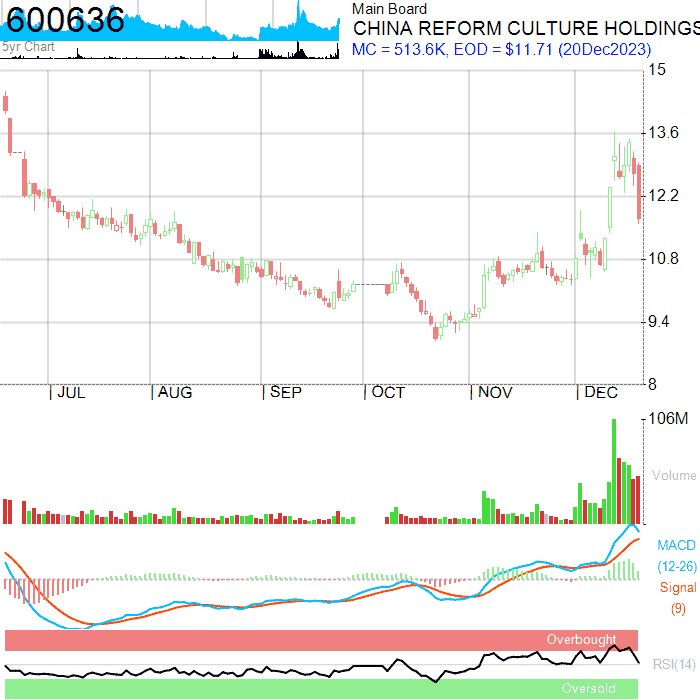 600636
5yr Chart
Main Board
CHINA REFORM CULTURE HOLDINGS
MC = 513.6K, EOD = $11.71 (20Dec2023)
15
13.6
12.2
10.8
9.4
8
JUL AUG SEP OCT NOV DEC
106M
Volume
MACD
(12-26)
Signal
(9)
Overbought
RSI(14)
Oversold